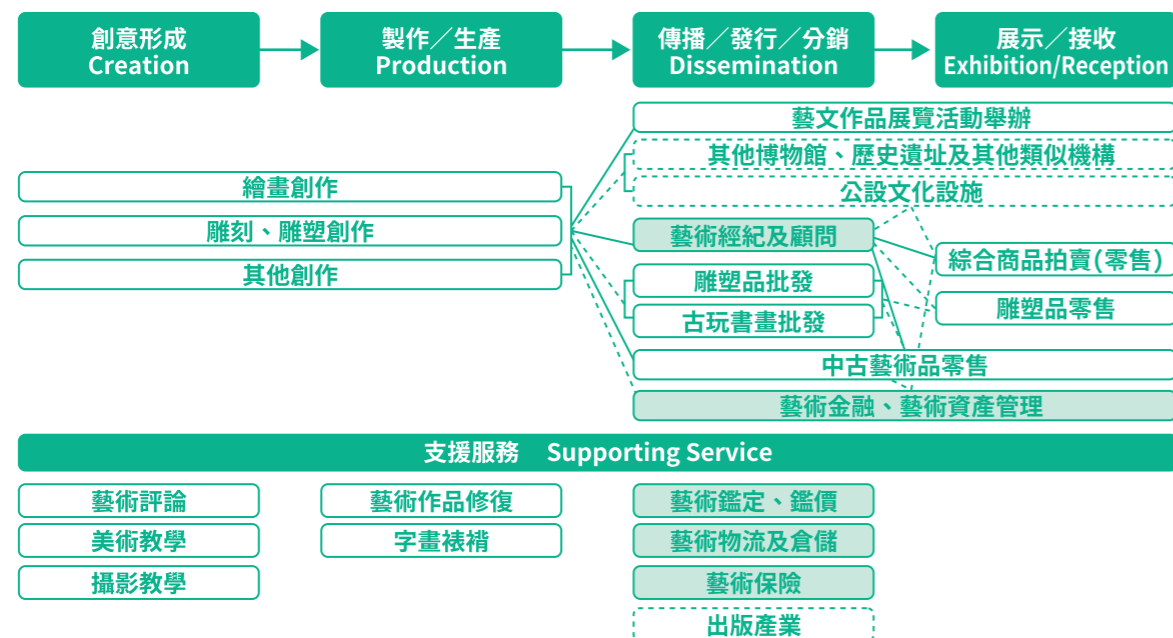 創意形成
Creation
製作／生產
Production
傳播／發行／分銷
Dissemination
展示／接收
Exhibition/Reception
繪畫創作
雕刻、雕塑創作
其他創作
藝文作品展覽活動舉辦
其他博物館、歷史遺址及其他類似機構
公設文化設施
藝術經紀及顧問
雕塑品批發
古玩書畫批發
綜合商品拍賣(零售)
雕塑品零售
中古藝術品零售
藝術金融、藝術資產管理
支援服務 Supporting Service
藝術評論
美術教學
攝影教學
藝術作品修復
字畫裱褙
藝術鑑定、鑑價
藝術物流及倉儲
藝術保險
出版產業